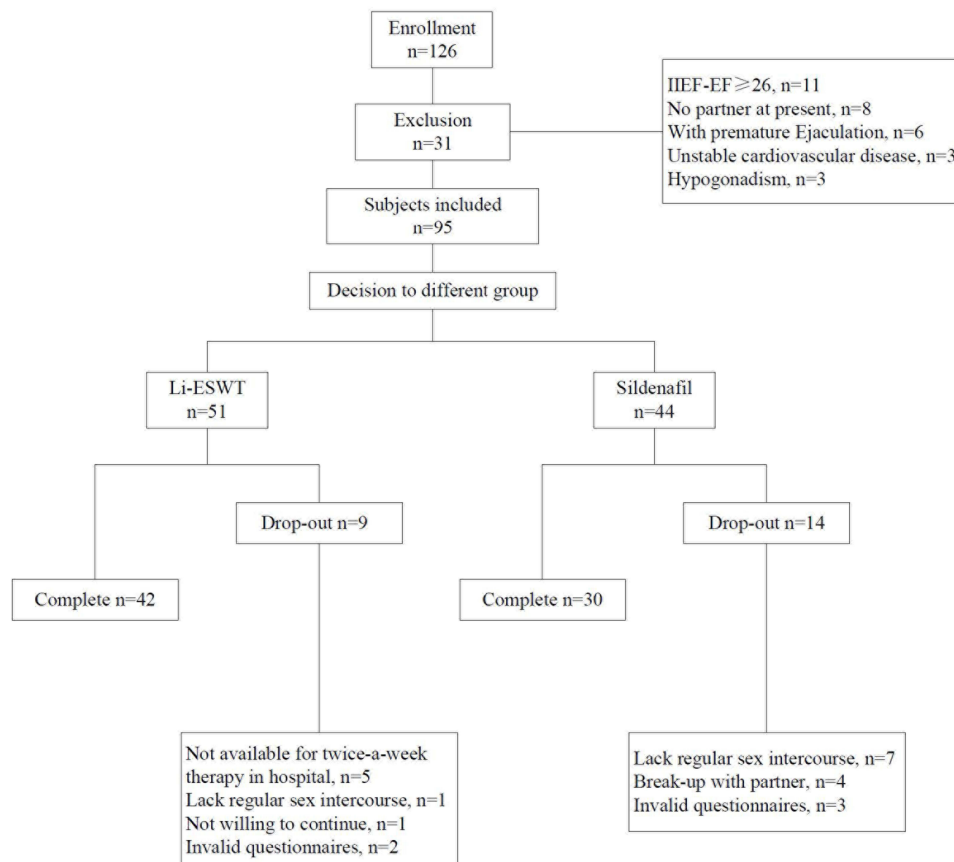 Enrollment
n=126
IIEF-EF≥26, n=11
No partner at present, n=8
With premature Ejaculation, n=6
Unstable cardiovascular disease, n=3
Hypogonadism, n=3
Exclusion
n=31
Subjects included
n=95
Decision to different group
Li-ESWT
n=51
Sildenafil
n=44
Drop-out n=9
Drop-out n=14
Complete n=42
Complete n=30
Not available for twice-a-week
therapy in hospital, n=5
Lack regular sex intercourse, n=1
Not willing to continue, n=1
Invalid questionnaires, n=2
Lack regular sex intercourse, n=7
Break-up with partner, n=4
Invalid questionnaires, n=3